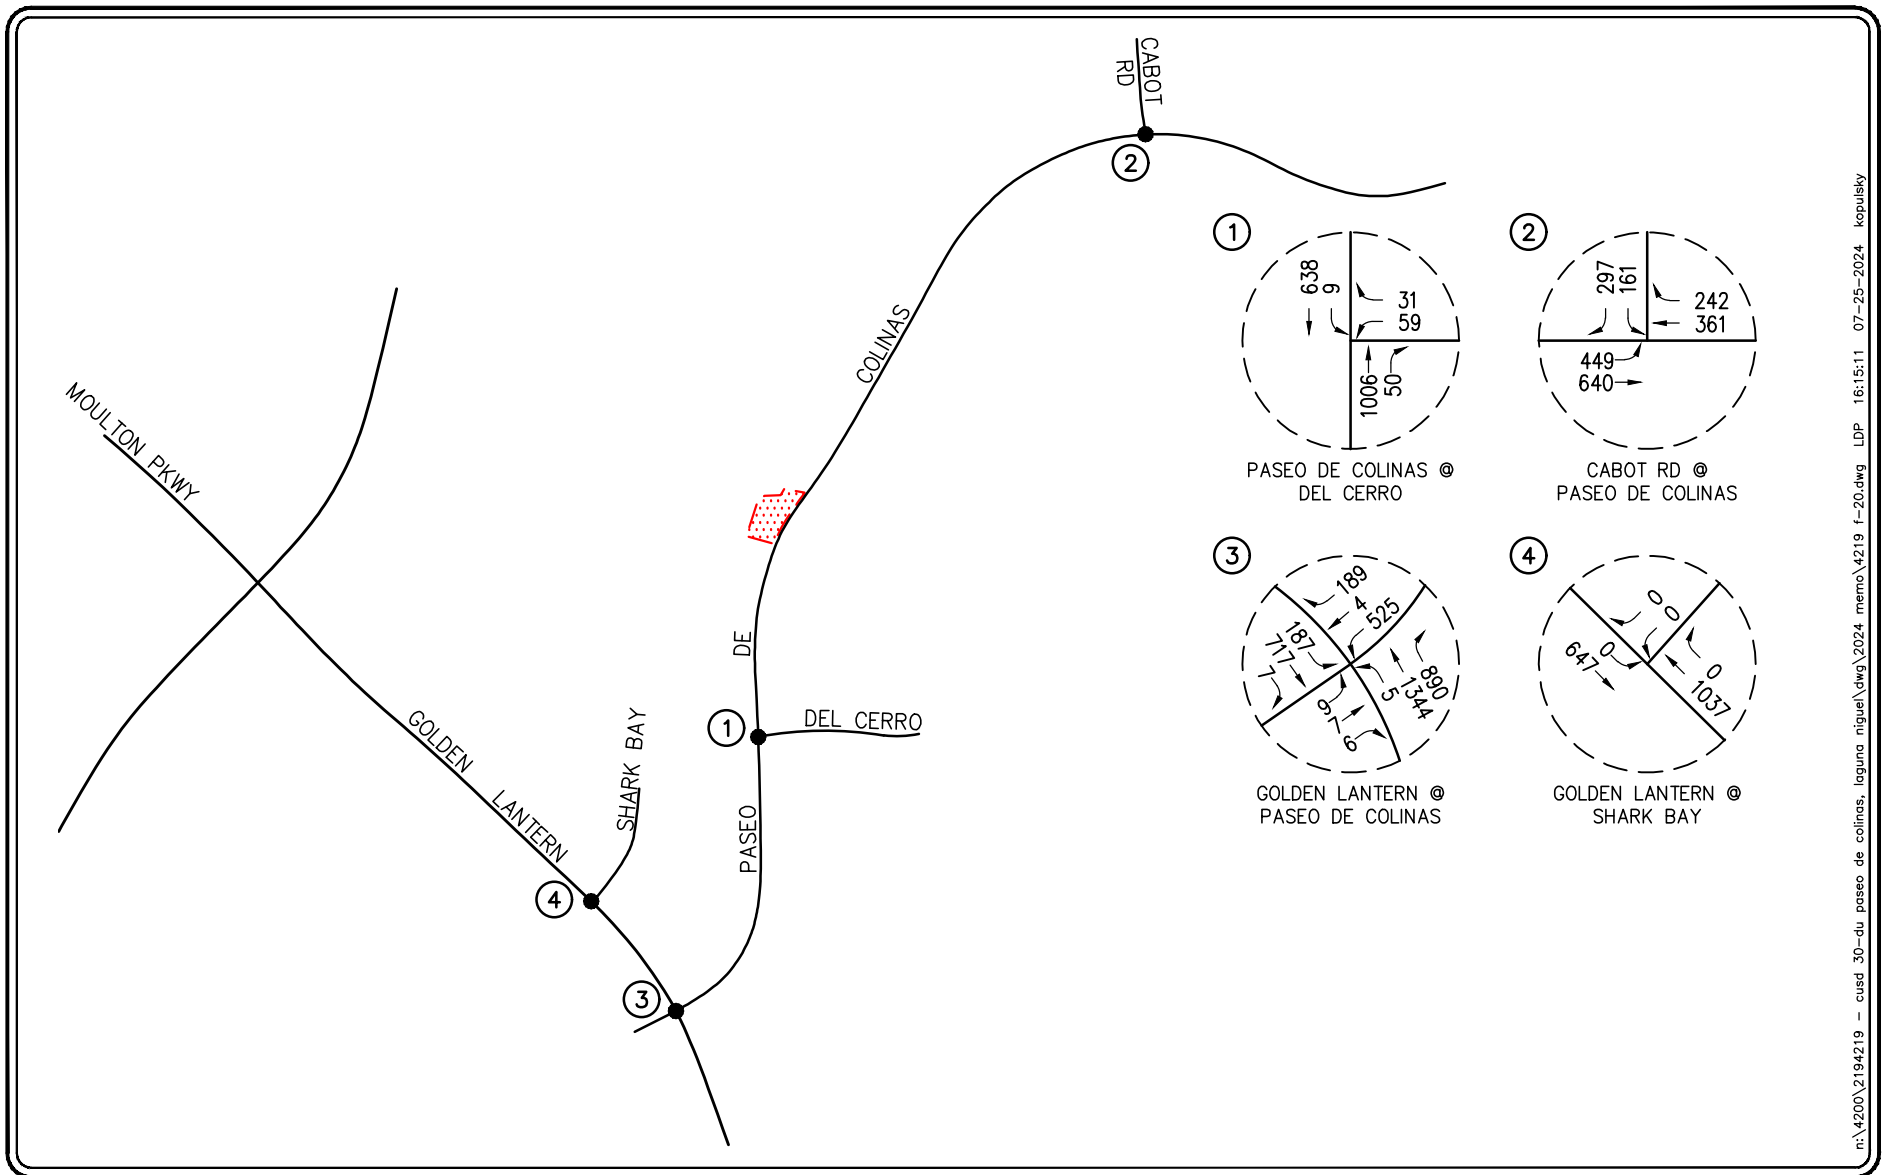 CABOT
RD
2
COLINAS
MOULTON PKWY
DE
GOLDEN
LANTERN
SHARK BAY
1
DEL CERRO
PASEO
4
3
1
638
9
31
59
1006
50
PASEO DE COLINAS @
DEL CERRO
2
297
161
242
361
449
640
CABOT RD @
PASEO DE COLINAS
3
189
4
525
187
717
7
890
1344
5
9
7
6
GOLDEN LANTERN @
PASEO DE COLINAS
4
0
0
0
647
0
1037
GOLDEN LANTERN @
SHARK BAY
n:\4200\2194219 - cusd 30-du paseo de colinas, laguna niguel\dwg\2024 memo\4219 f-20.dwg LDP 16:15:11 07-25-2024 kopulsky